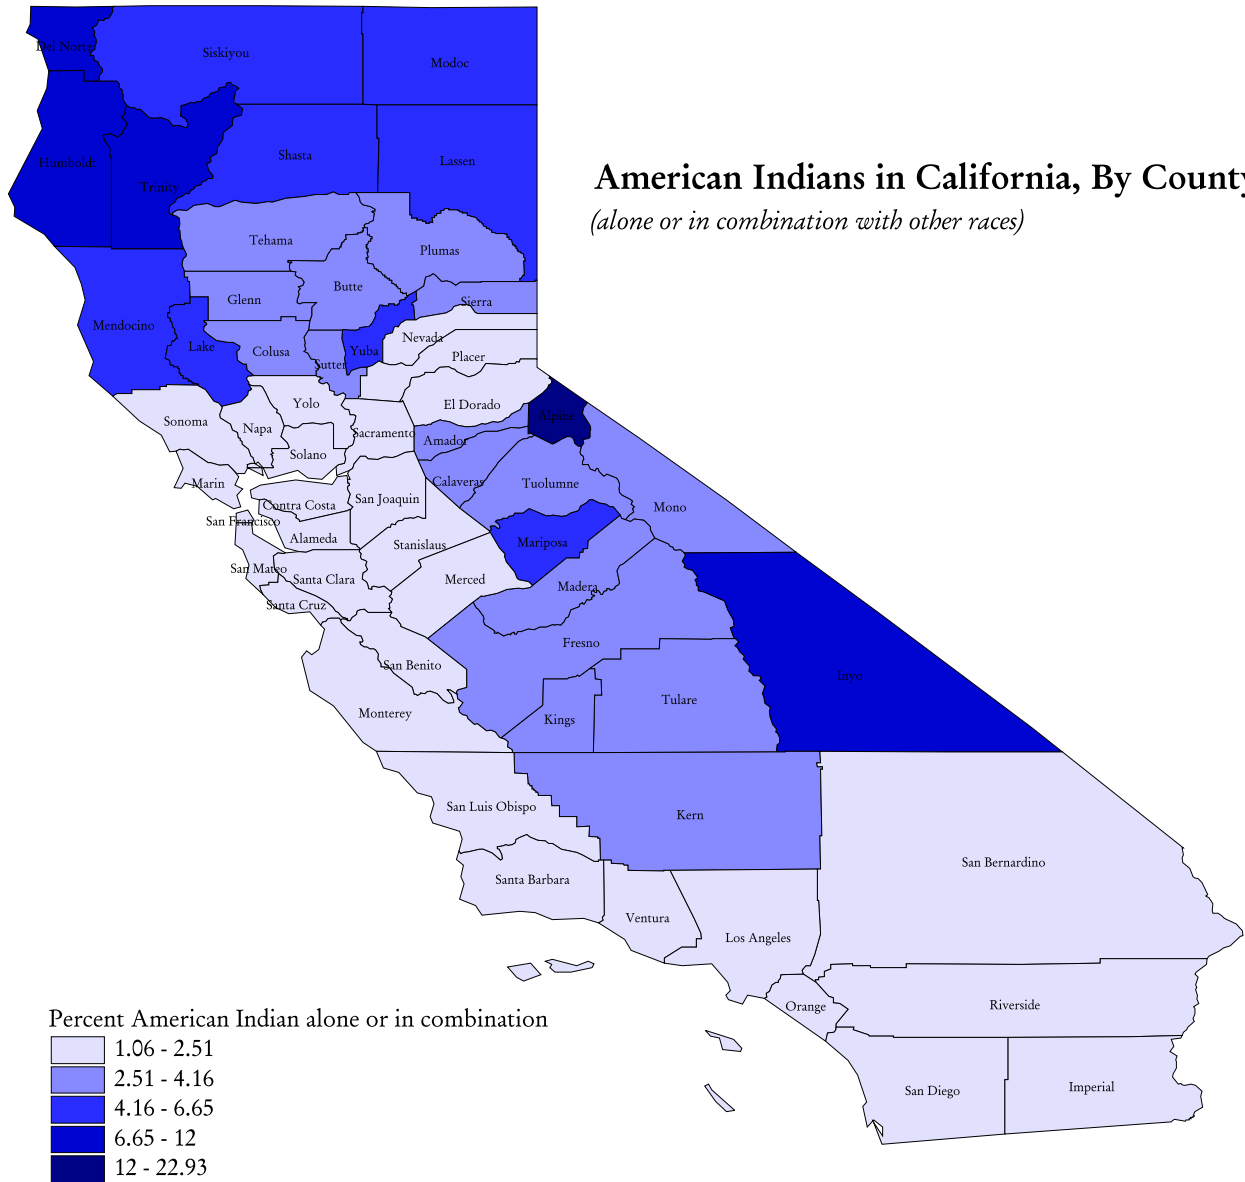 Del Norte
Siskiyou
Modoc
Humboldt
Trinity
Shasta
Lassen
American Indians in California, By County
(alone or in combination with other races)
Tehama
Plumas
Glenn
Butte
Sierra
Mendocino
Lake
Colusa
Sutter
Yuba
Nevada
Placer
Sonoma
Napa
Yolo
Sacramento
El Dorado
Alpine
Amador
Solano
Marin
Contra Costa
San Joaquin
Calaveras
Tuolumne
Mono
San Francisco
Alameda
Stanislaus
Mariposa
San Mateo
Santa Clara
Merced
Madera
Santa Cruz
San Benito
Fresno
Inyo
Monterey
Kings
Tulare
San Luis Obispo
Kern
San Bernardino
Santa Barbara
Ventura
Los Angeles
Orange
Riverside
San Diego
Imperial
Percent American Indian alone or in combination
1.06 - 2.51
2.51 - 4.16
4.16 - 6.65
6.65 - 12
12 - 22.93